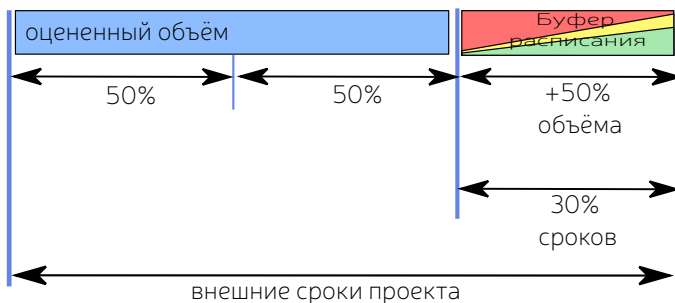 оцененный объём
Буфер
расписания
50%
50%
+50%
объёма
30%
сроков
внешние сроки проекта